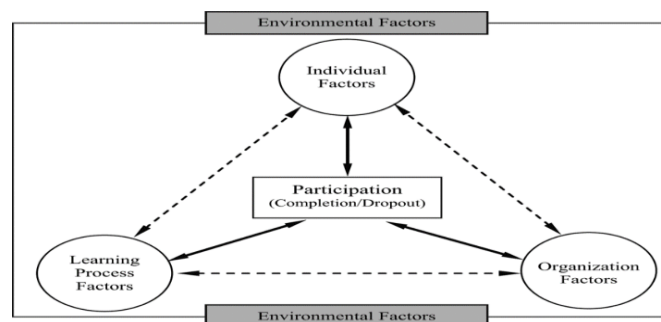 Environmental Factors
Individual
Factors
Participation
(Completion/Dropout)
Learning
Process
Factors
Organization
Factors
Environmental Factors